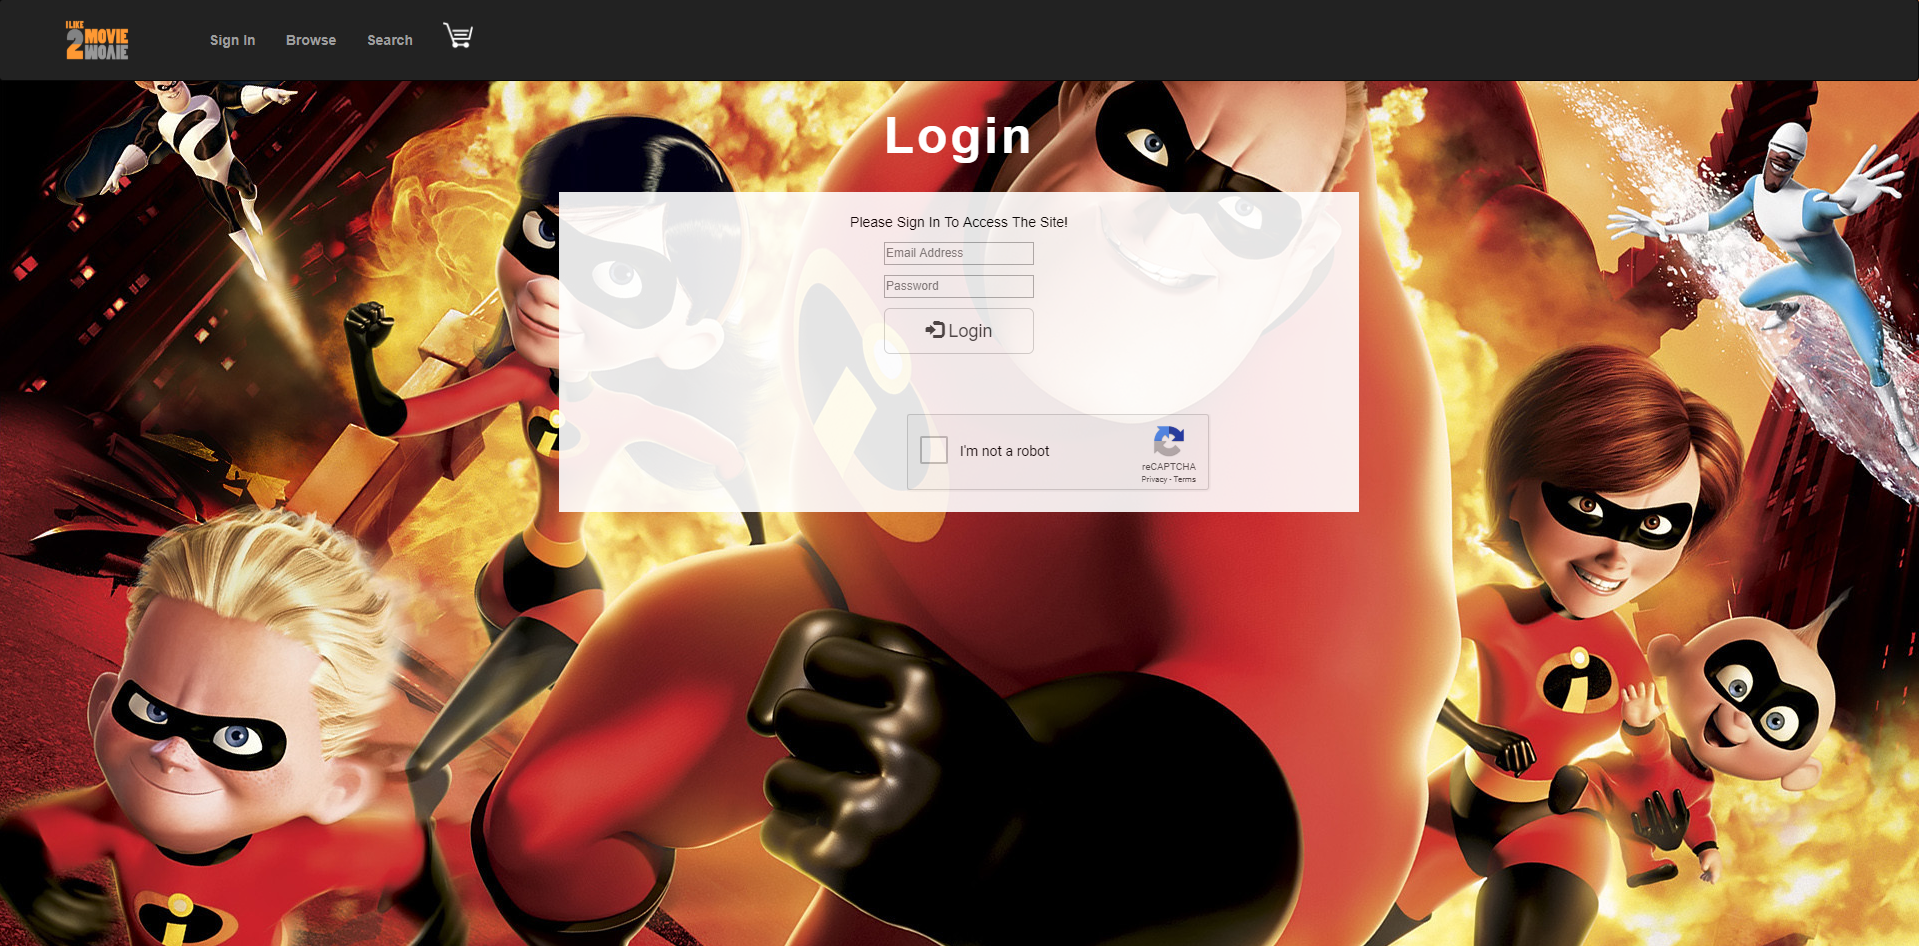 I LIKE
2 MOVIE
MOVIE
Sign In
Browse
Search
Login
Please Sign In To Access The Site!
Email Address
Password
Login
I'm not a robot
reCAPTCHA
Privacy - Terms